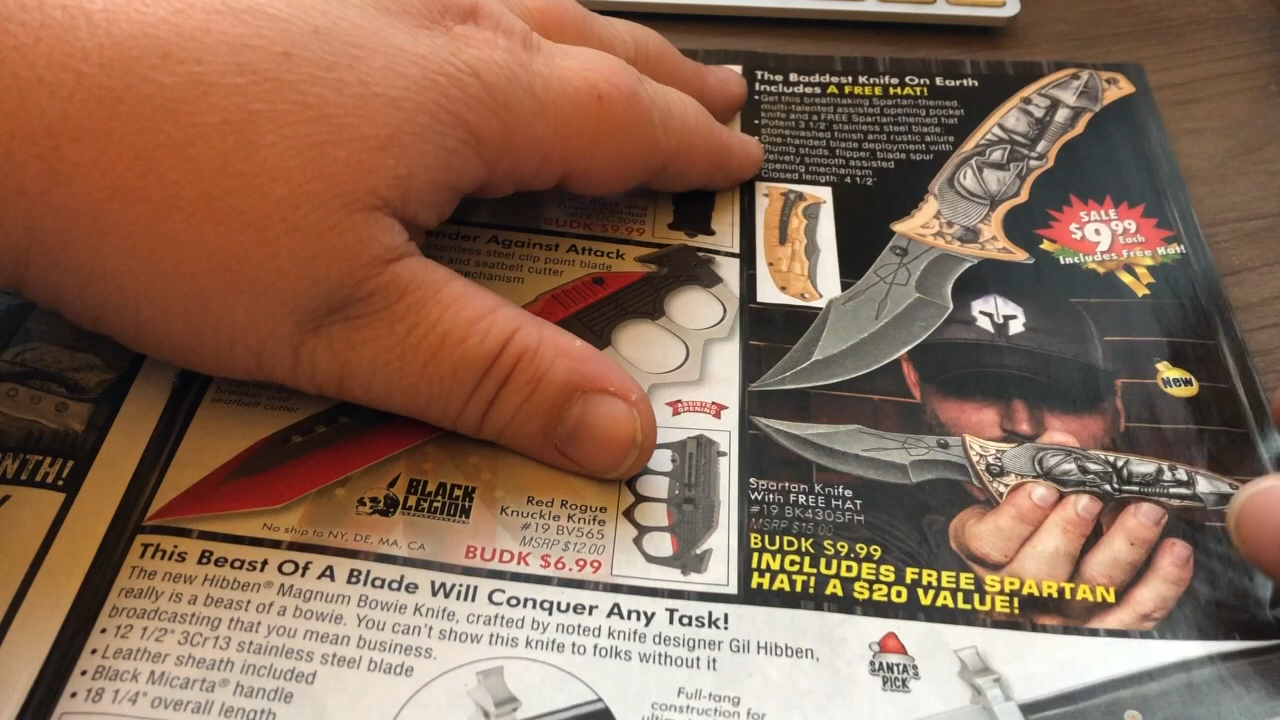 The Baddest Knife On Earth
Includes A FREE HAT!
• Get this breathtaking Spartan-themed,
multi-talented assisted opening pocket
knife and a FREE Spartan-themed hat
• Potent 3 1/2" stainless steel blade;
stonewashed finish and rustic allure
• One-handed blade deployment with
thumb studs, flipper, blade spur
Velvety smooth assisted
opening mechanism
Closed length: 4 1/2"
SALE
$9.99
Each
Includes Free Hat!
New
Spartan Knife
With FREE HAT
#19 BK4305FH
MSRP $15.00
BUDK $9.99
INCLUDES FREE SPARTAN
HAT! A $20 VALUE!
#19 UC3098
BUDK $9.99
Against Attack
stainless steel clip point blade
and seatbelt cutter
mechanism
breaker and
seatbelt cutter
ASSISTED
OPENING
BLACK
LEGION
No ship to NY, DE, MA, CA
Red Rogue
Knuckle Knife
#19 BV565
MSRP $12.00
BUDK $6.99
This Beast Of A Blade Will Conquer Any Task!
The new Hibben® Magnum Bowie Knife, crafted by noted knife designer Gil Hibben,
really is a beast of a bowie. You can't show this knife to folks without it
broadcasting that you mean business.
• 12 1/2" 3Cr13 stainless steel blade
• Leather sheath included
• Black Micarta® handle
• 18 1/4" overall length
SANTA'S
PICK
Full-tang
construction for